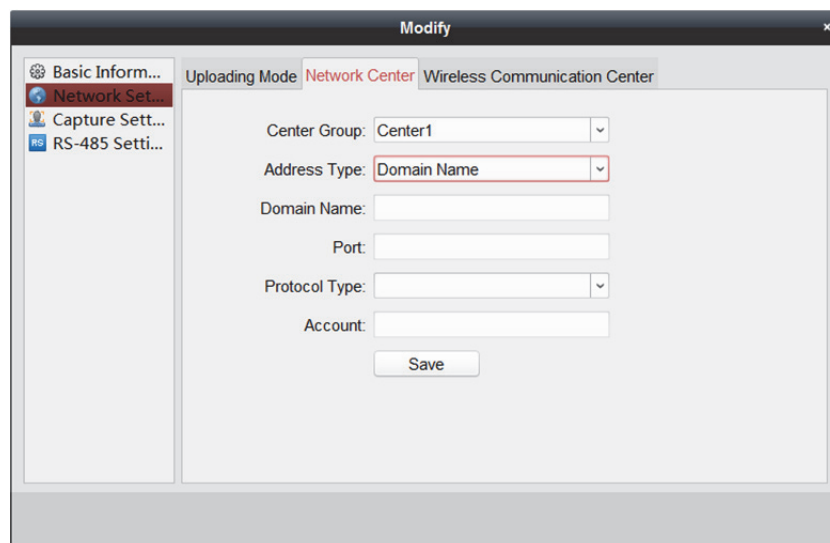 Modify
×
Basic Inform...
Network Set...
Capture Sett...
RS RS-485 Setti...
Uploading Mode Network Center Wireless Communication Center
Center Group: Center1
Address Type: Domain Name
Domain Name:
Port:
Protocol Type:
Account:
Save